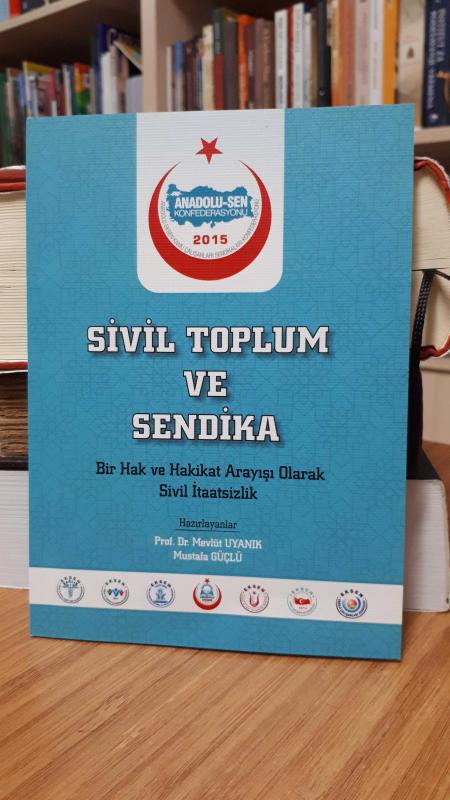 ANADOLU-SEN
KONFEDERASYONU
2015
SİVİL TOPLUM
VE
SENDİKA
Bir Hak ve Hakikat Arayışı Olarak
Sivil İtaatsizlik
Hazırlayanlar
Prof. Dr. Mevlüt UYANIK
Mustafa GÜÇLÜ